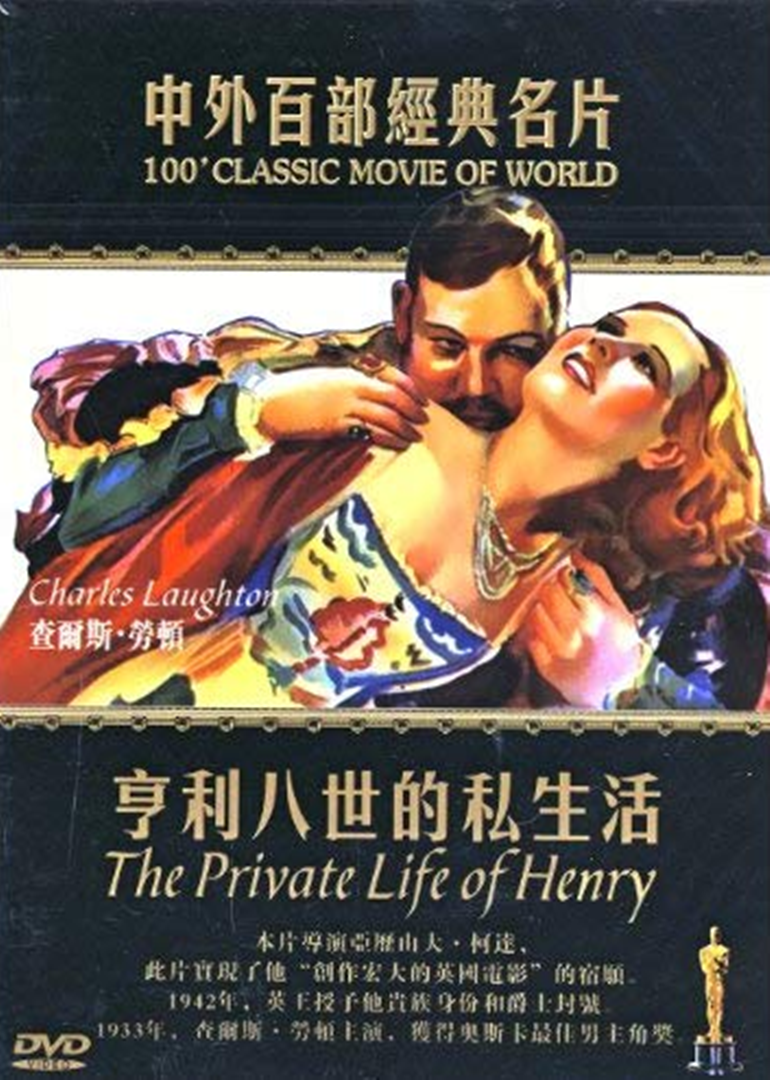 中外百部經典名片
100'CLASSIC MOVIE OF WORLD
Charles Laughton
查爾斯·勞頓
亨利八世的私生活
The Private Life of Henry
本片導演亞歷山大·柯達，
此片實現了他“創作宏大的英國電影”的宿願。
1942年，英王授予他貴族身份和爵士封號。
1933年，查爾斯·勞頓主演，獲得奧斯卡最佳男主角獎。
DVD
VIDEO